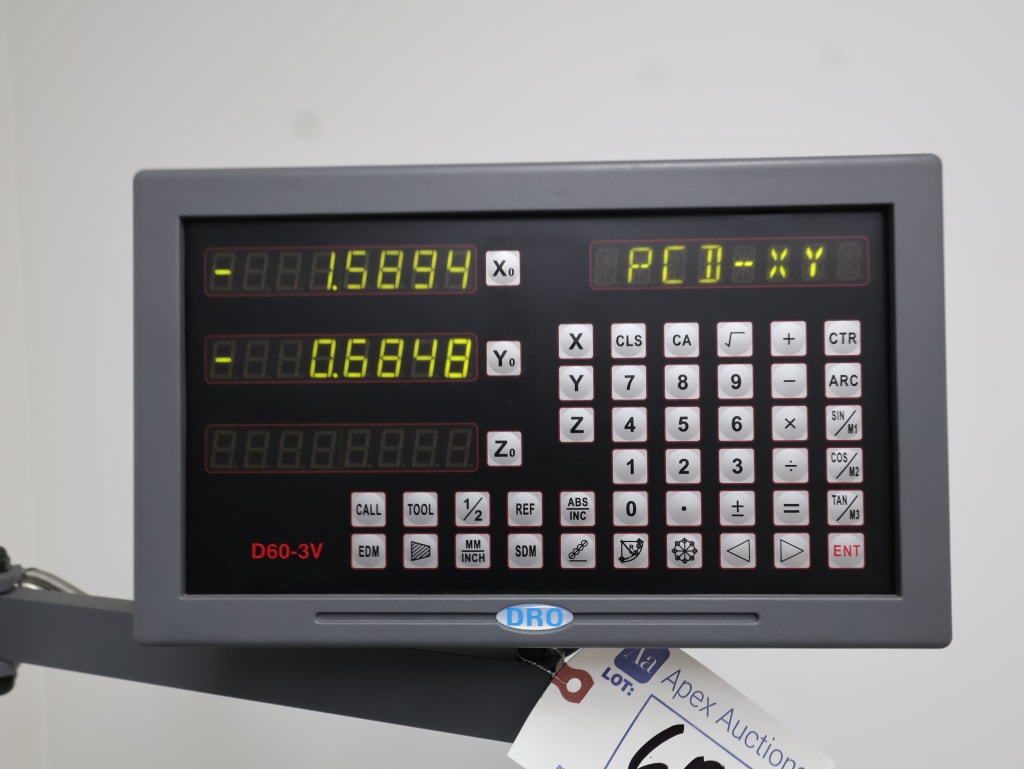 - 1.5894 X₀ PCD-XY
- 0.6848 Y₀
Z₀
X CLS CA √ + CTR
Y 7 8 9 − ARC
Z 4 5 6 × SIN/M1
1 2 3 ÷ COS/M2
CALL TOOL 1/2 REF ABS/INC 0 . ± = TAN/M3
D60-3V EDM MM/INCH SDM ENT
DRO
Aa Apex Auctions
LOT: